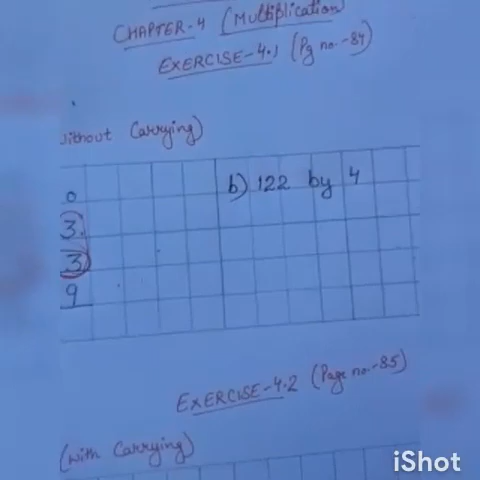 CHAPTER-4 (Multiplication)
EXERCISE-4.1 (Pg no.-84)
without Carrying)
0
b) 122 by 4
3.
3
9
EXERCISE-4.2 (Page no.-85)
(with Carrying)
iShot